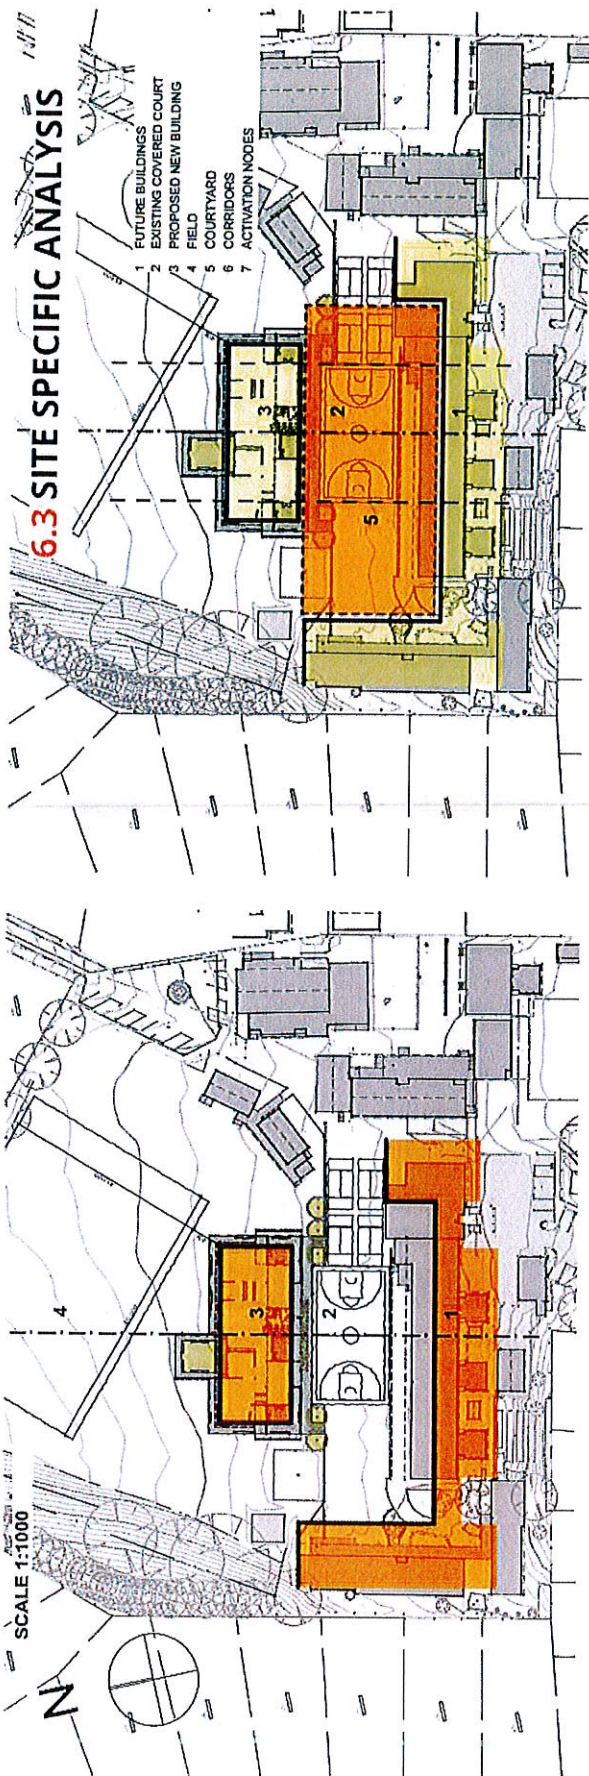 6.3 SITE SPECIFIC ANALYSIS
1 FUTURE BUILDINGS
2 EXISTING COVERED COURT
3 PROPOSED NEW BUILDING
4 FIELD
5 COURTYARD
6 CORRIDORS
7 ACTIVATION NODES
3
2
5
1
SCALE 1:1000
N
4
3
2
1